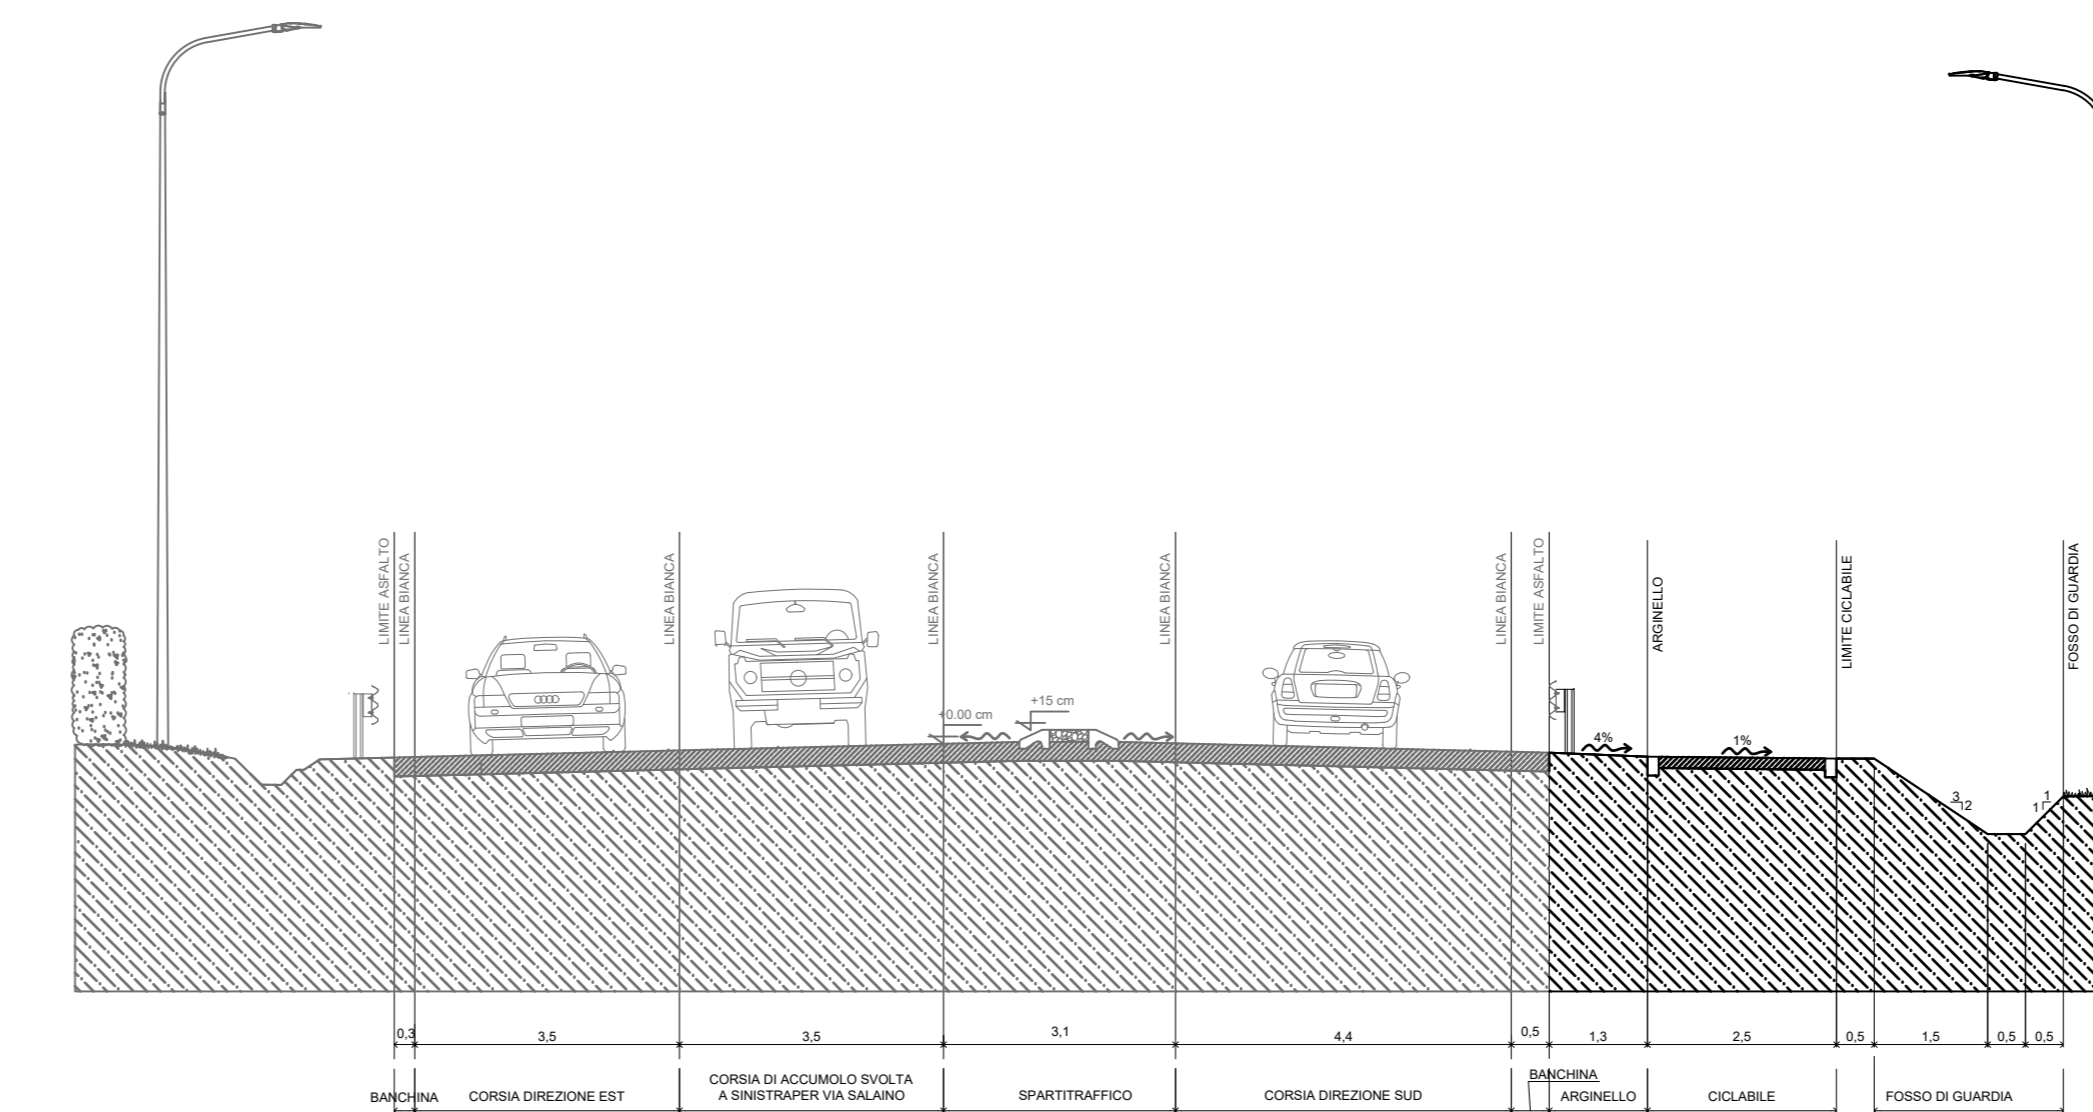 LIMITE ASFALTO
LINEA BIANCA
LINEA BIANCA
LINEA BIANCA
LINEA BIANCA
LINEA BIANCA
LIMITE ASFALTO
ARGINELLO
LIMITE CICLABILE
FOSSO DI GUARDIA
+0.00 cm
+15 cm
4%
1%
3
2
1
1
0,3
3,5
3,5
3,1
4,4
0,5
1,3
2,5
0,5
1,5
0,5
0,5
BANCHINA
CORSIA DIREZIONE EST
CORSIA DI ACCUMOLO SVOLTA
A SINISTRAPER VIA SALAINO
SPARTITRAFFICO
CORSIA DIREZIONE SUD
BANCHINA
ARGINELLO
CICLABILE
FOSSO DI GUARDIA